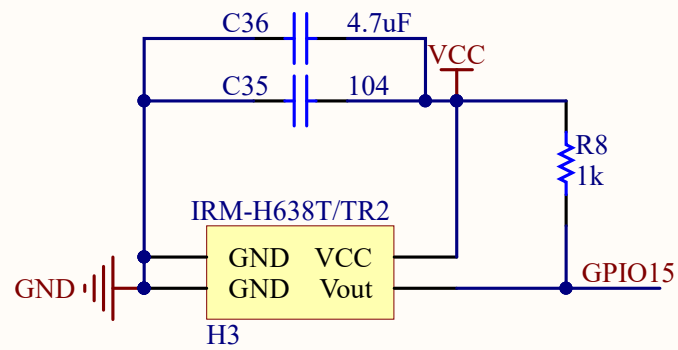 C36 4.7uF
VCC
C35 104
R8
1k
IRM-H638T/TR2
GND VCC
GND Vout
GND
GPIO15
H3